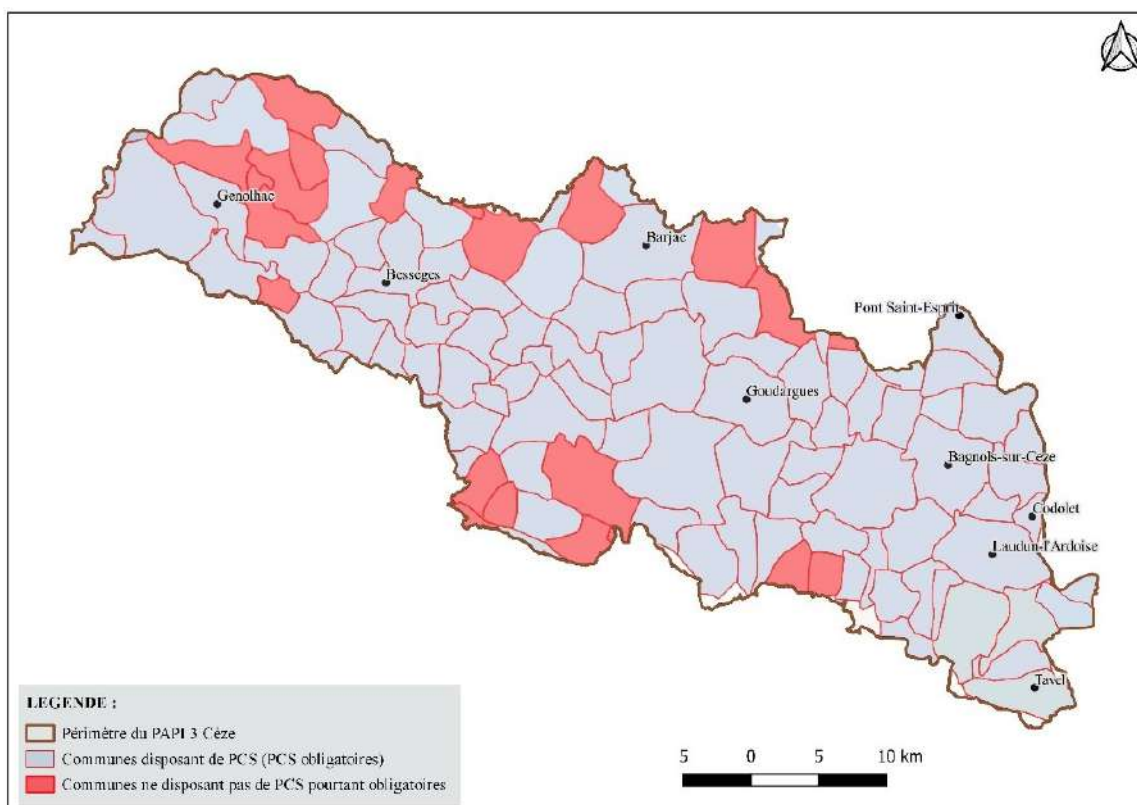 Genolhac
Barjac
Besseges
Pont Saint-Esprit
Goudargues
Bagnols-sur-Ceze
Codolet
Laudun-l'Ardoise
Tavel
LEGENDE :
Périmètre du PAPI 3 Cèze
Communes disposant de PCS (PCS obligatoires)
Communes ne disposant pas de PCS pourtant obligatoires
5 0 5 10 km